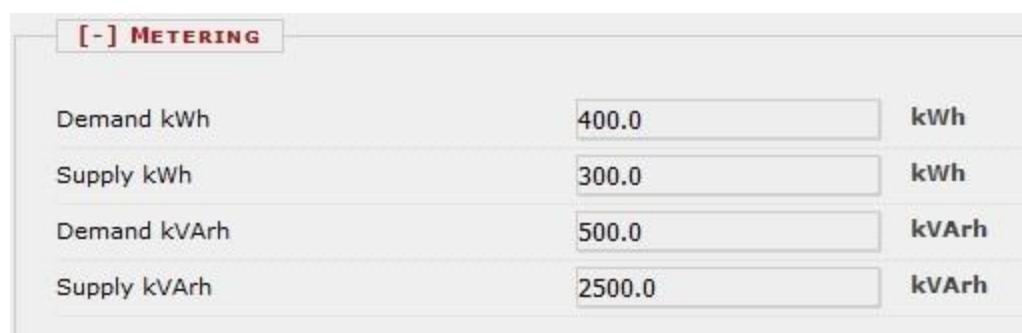 [-] METERING
Demand kWh 400.0 kWh
Supply kWh 300.0 kWh
Demand kVArh 500.0 kVArh
Supply kVArh 2500.0 kVArh